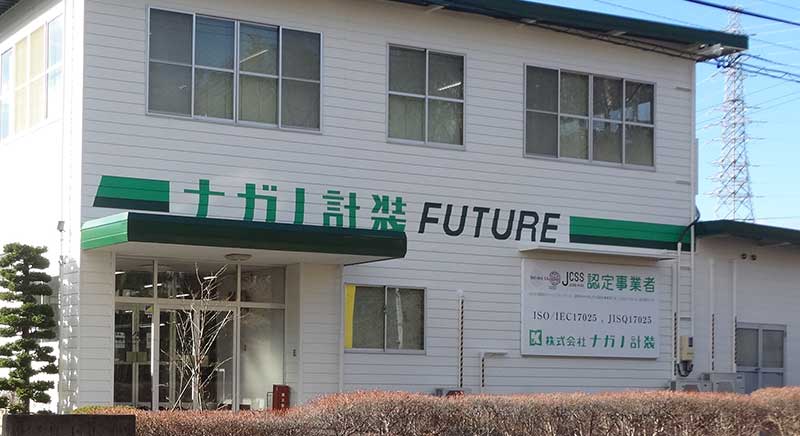 ナガノ計装 FUTURE
JCSS 認定事業者
ISO/IEC17025 , JISQ17025
株式会社 ナガノ計装